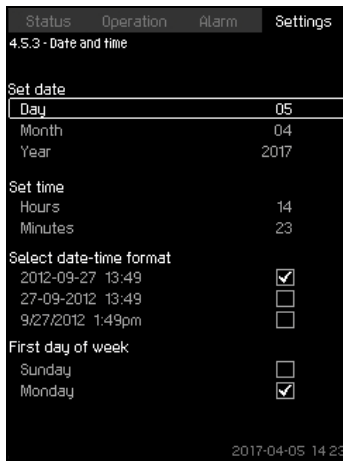 Status Operation Alarm Settings
4.5.3 - Date and time
Set date
Day 05
Month 04
Year 2017
Set time
Hours 14
Minutes 23
Select date-time format
2012-09-27 13:49
27-09-2012 13:49
9/27/2012 1:49pm
First day of week
Sunday
Monday
2017-04-05 14:23